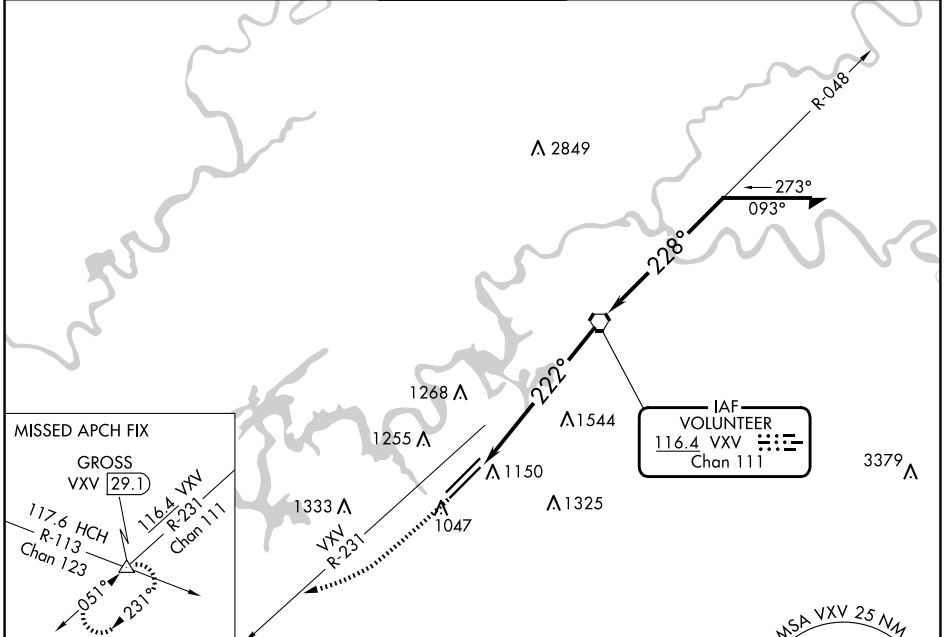 R-048
2849
273°
093°
228°
222°
IAF
VOLUNTEER
116.4 VXV
Chan 111
1268
1544
1255
1150
3379
1333
1325
1047
VXV
R-231
MISSED APCH FIX
GROSS
VXV 29.1
116.4 VXV
R-231
Chan 111
117.6 HCH
R-113
Chan 123
051°
231°
MSA VXV 25 NM